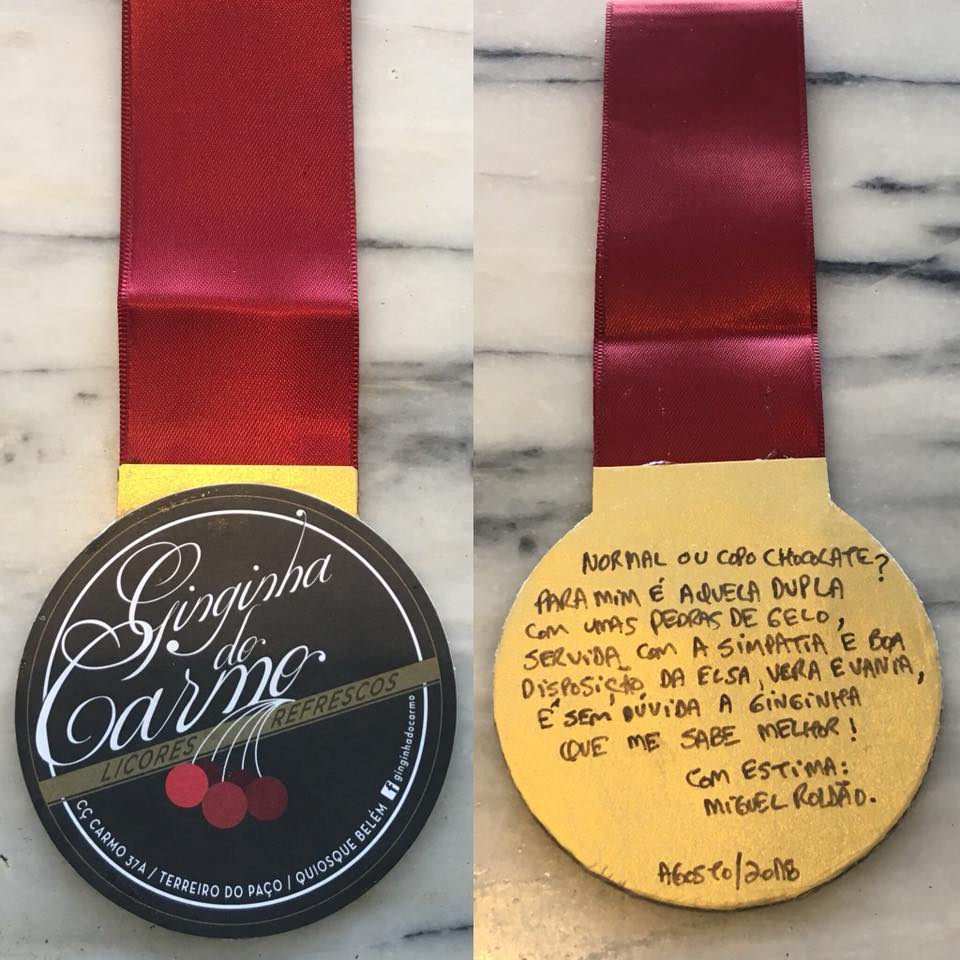 Ginginha
do
Carmo
LICORES REFRESCOS
CÇ CARMO 37A / TERREIRO DO PAÇO / QUIOSQUE BELÉM f ginginhadocarmo
NORMAL OU COPO CHOCOLATE?
PARA MIM É AQUELA DUPLA
COM UMAS PEDRAS DE GELO,
SERVIDA COM A SIMPATIA E BOA
DISPOSIÇÃO DA ELSA, VERA E VANIA,
É SEM DÚVIDA A GINGINHA
QUE ME SABE MELHOR!
COM ESTIMA:
MIGUEL ROLDÃO.
AGOSTO/2018